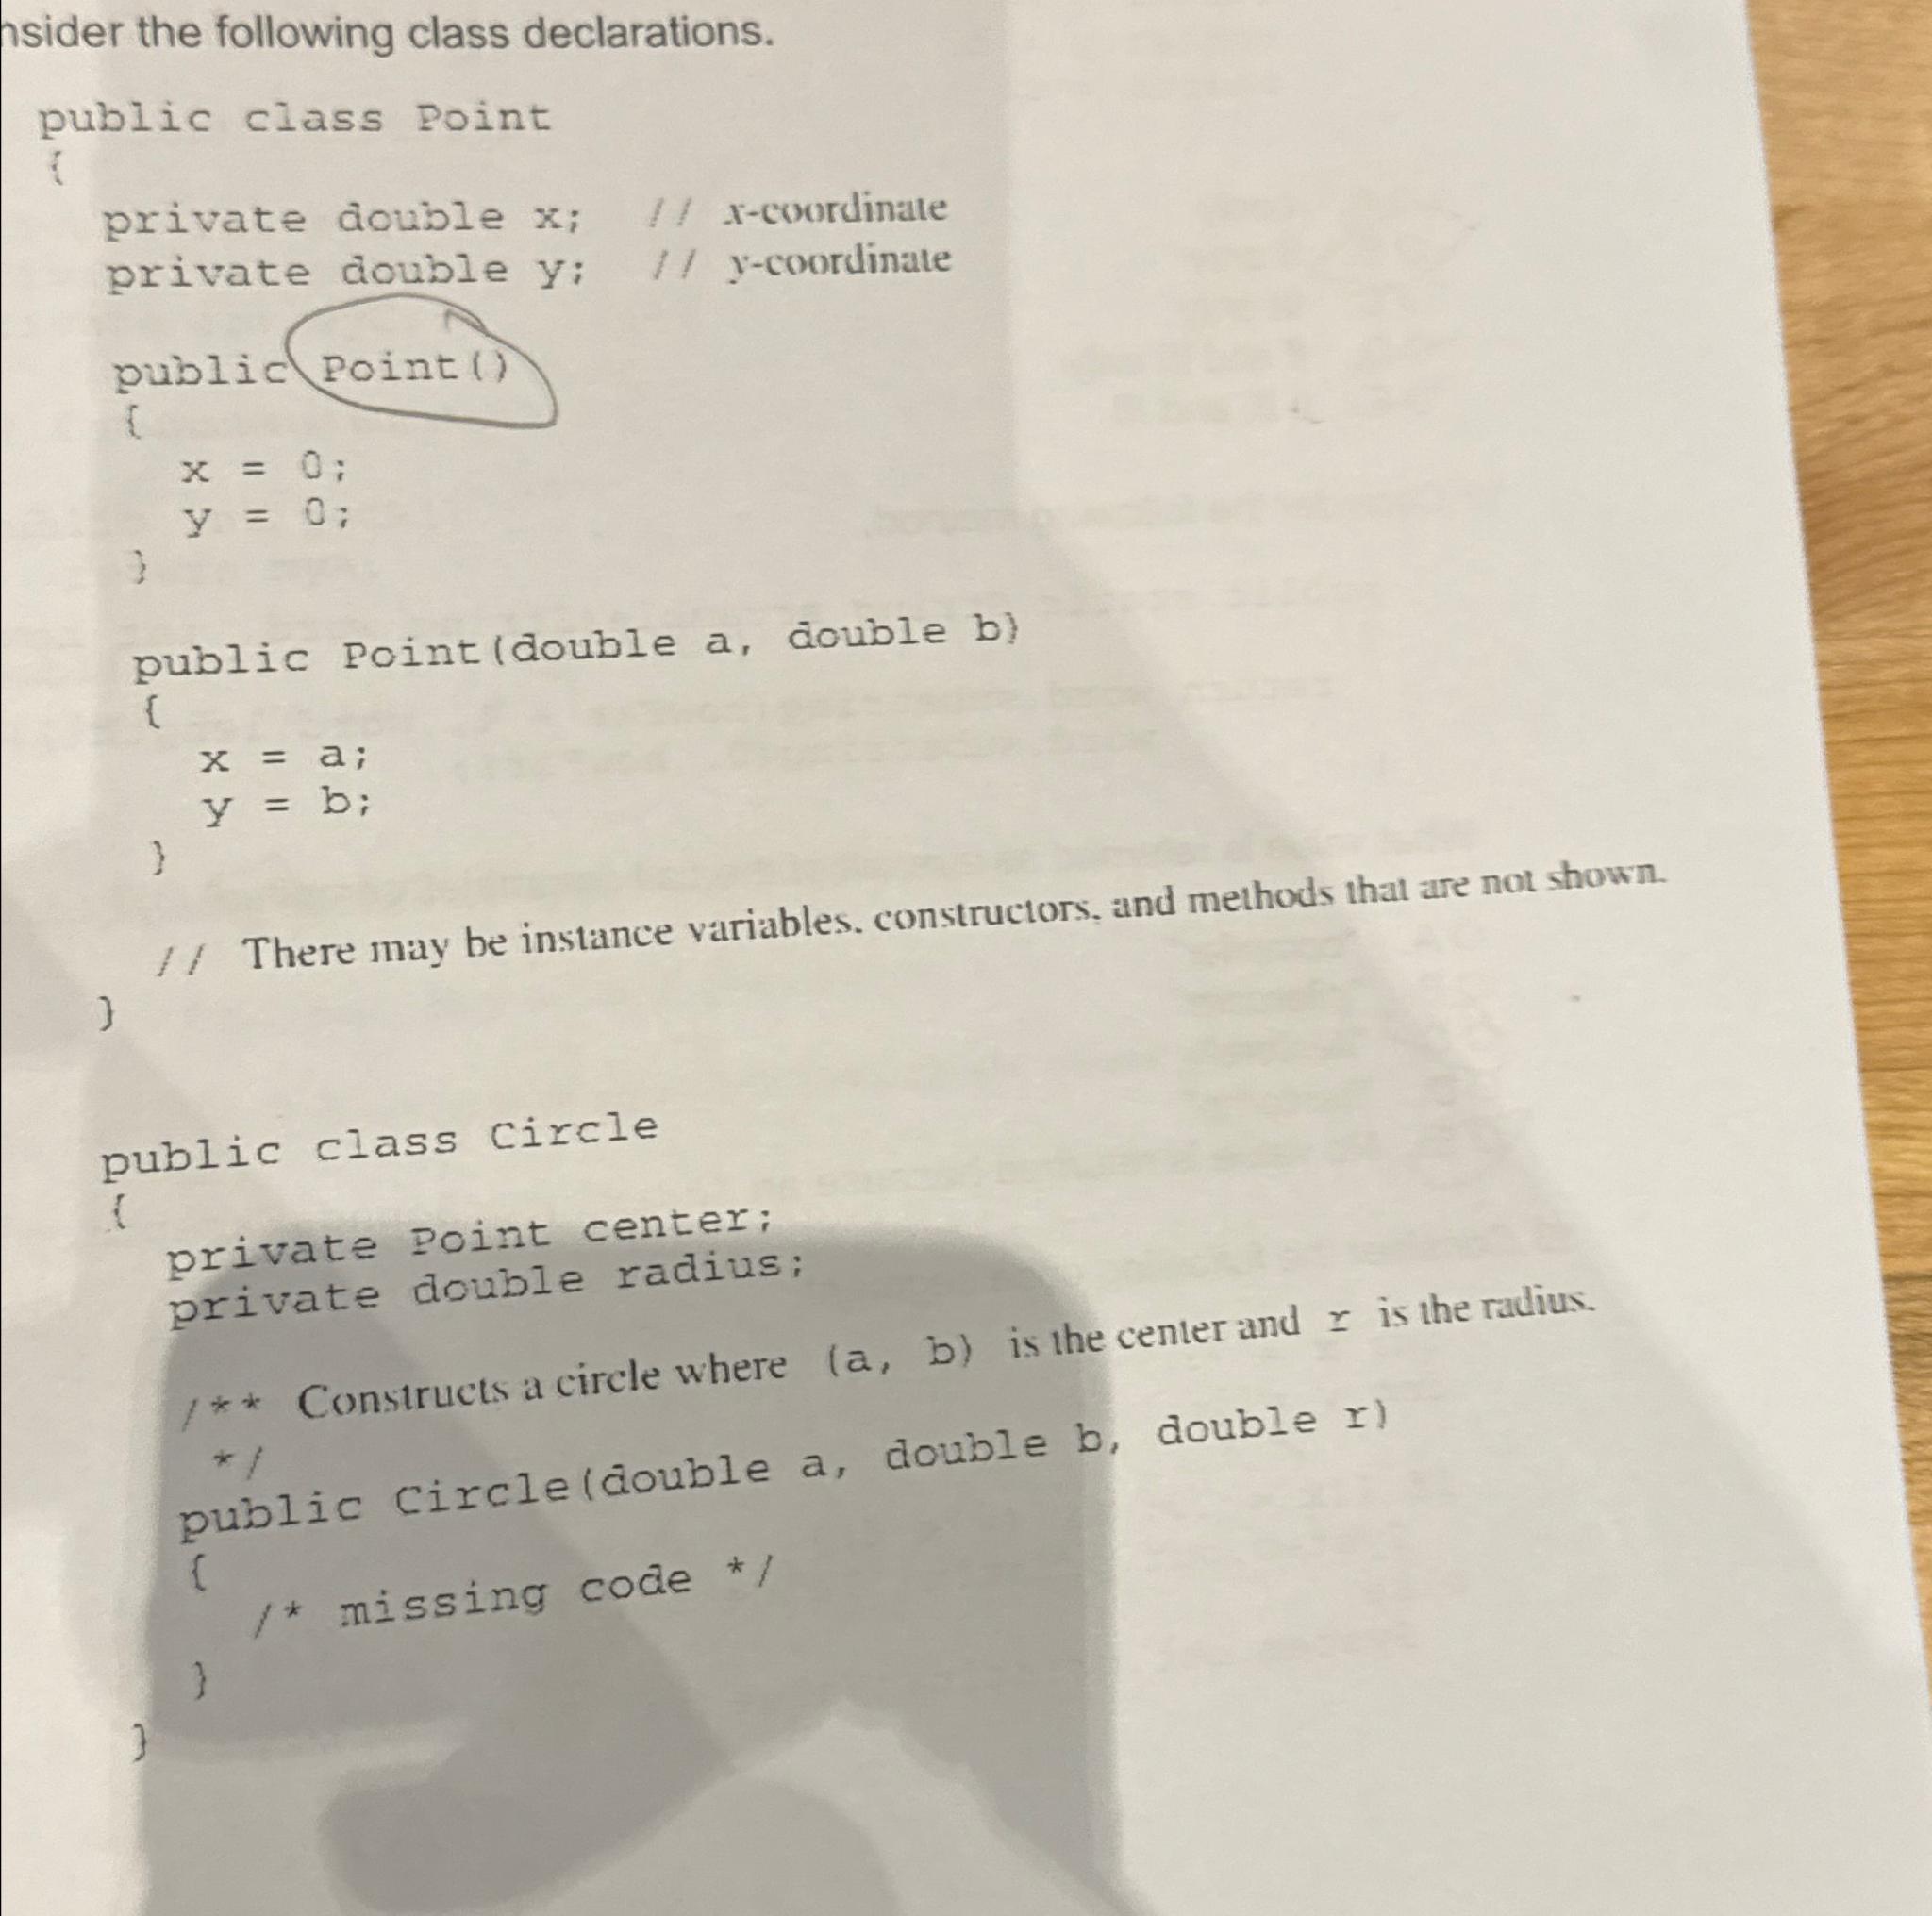 nsider the following class declarations.
public class Point
{
private double x; // x-coordinate
private double y; // y-coordinate
public Point()
{
x = 0;
y = 0;
}
public Point(double a, double b)
{
x = a;
y = b;
}
// There may be instance variables, constructors, and methods that are not shown.
}
public class Circle
{
private Point center;
private double radius;
/** Constructs a circle where (a, b) is the center and r is the radius.
*/
public Circle(double a, double b, double r)
{
/* missing code */
}
}